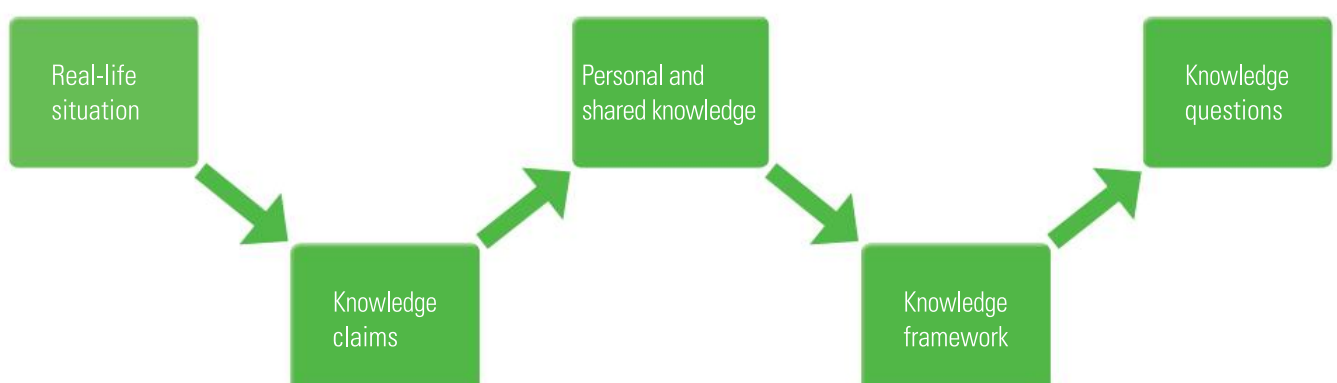 Real-life
situation
Knowledge
claims
Personal and
shared knowledge
Knowledge
framework
Knowledge
questions